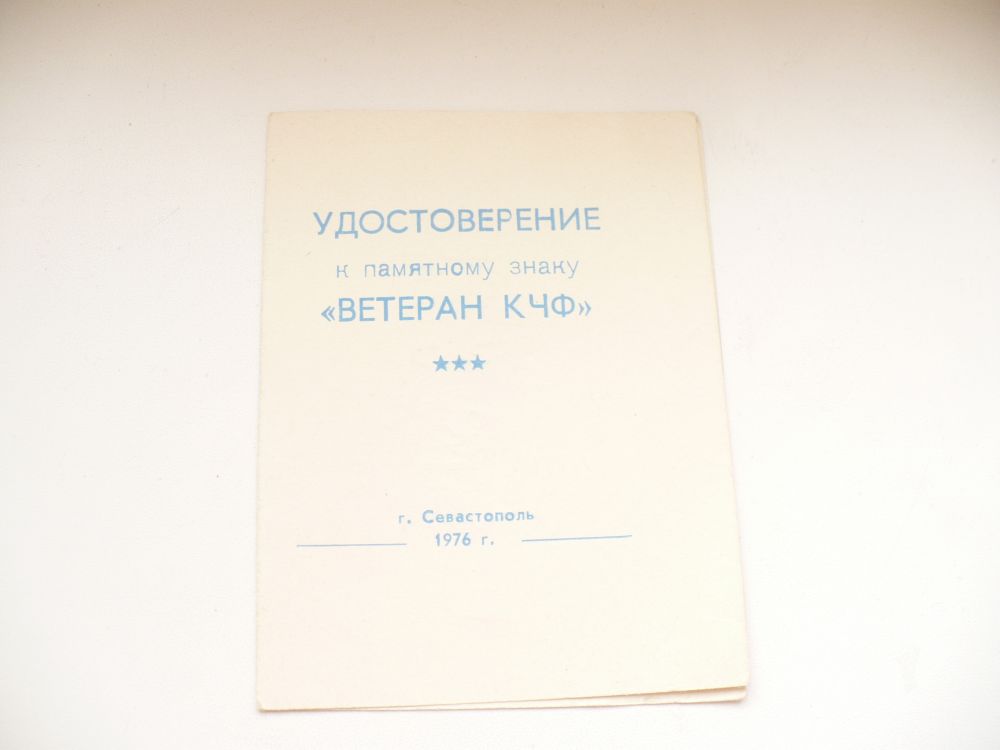 УДОСТОВЕРЕНИЕ
к памятному знаку
«ВЕТЕРАН КЧФ»
★★★
г. Севастополь
1976 г.